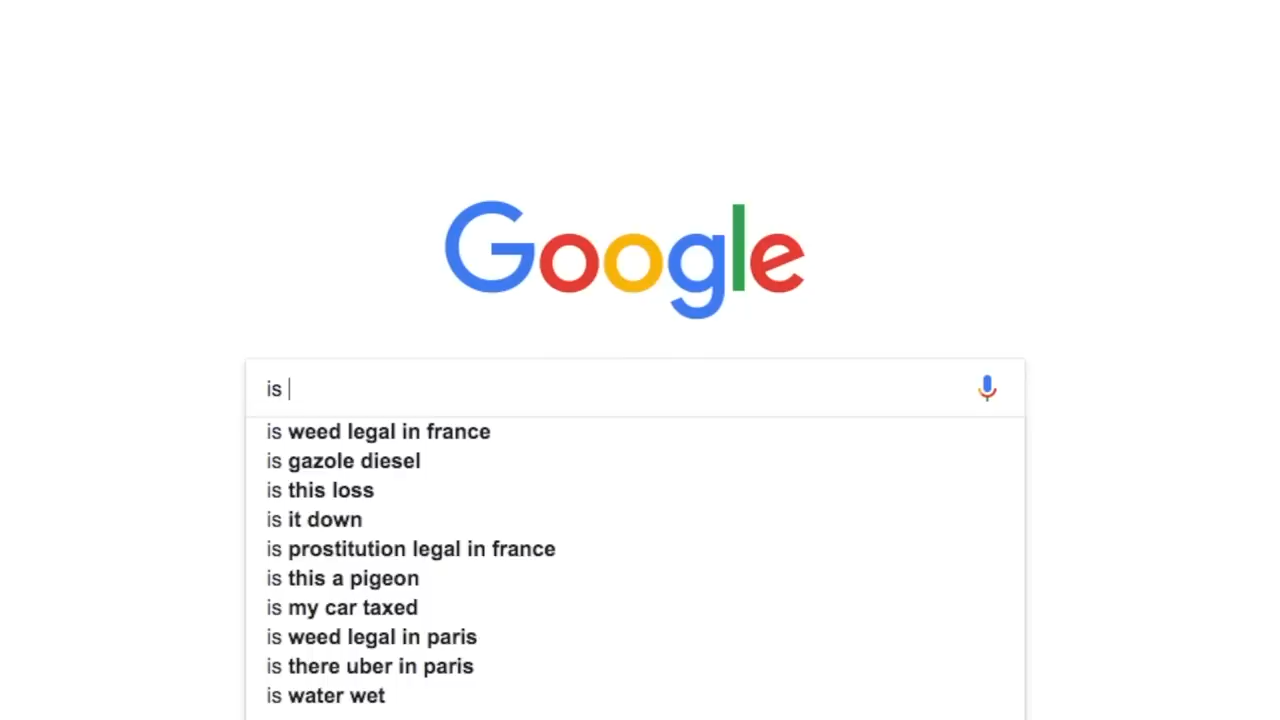 Google
is
is weed legal in france
is gazole diesel
is this loss
is it down
is prostitution legal in france
is this a pigeon
is my car taxed
is weed legal in paris
is there uber in paris
is water wet